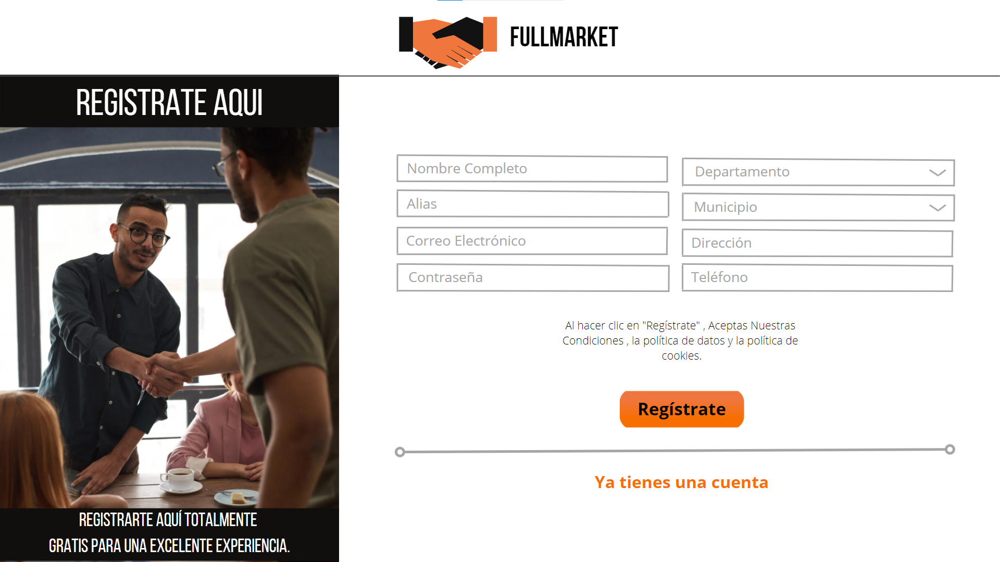 FULLMARKET
REGISTRATE AQUI
Nombre Completo
Alias
Correo Electrónico
Contraseña
Departamento
Municipio
Dirección
Teléfono
Al hacer clic en "Regístrate" , Aceptas Nuestras
Condiciones , la política de datos y la política de
cookies.
Regístrate
Ya tienes una cuenta
REGISTRARTE AQUÍ TOTALMENTE
GRATIS PARA UNA EXCELENTE EXPERIENCIA.